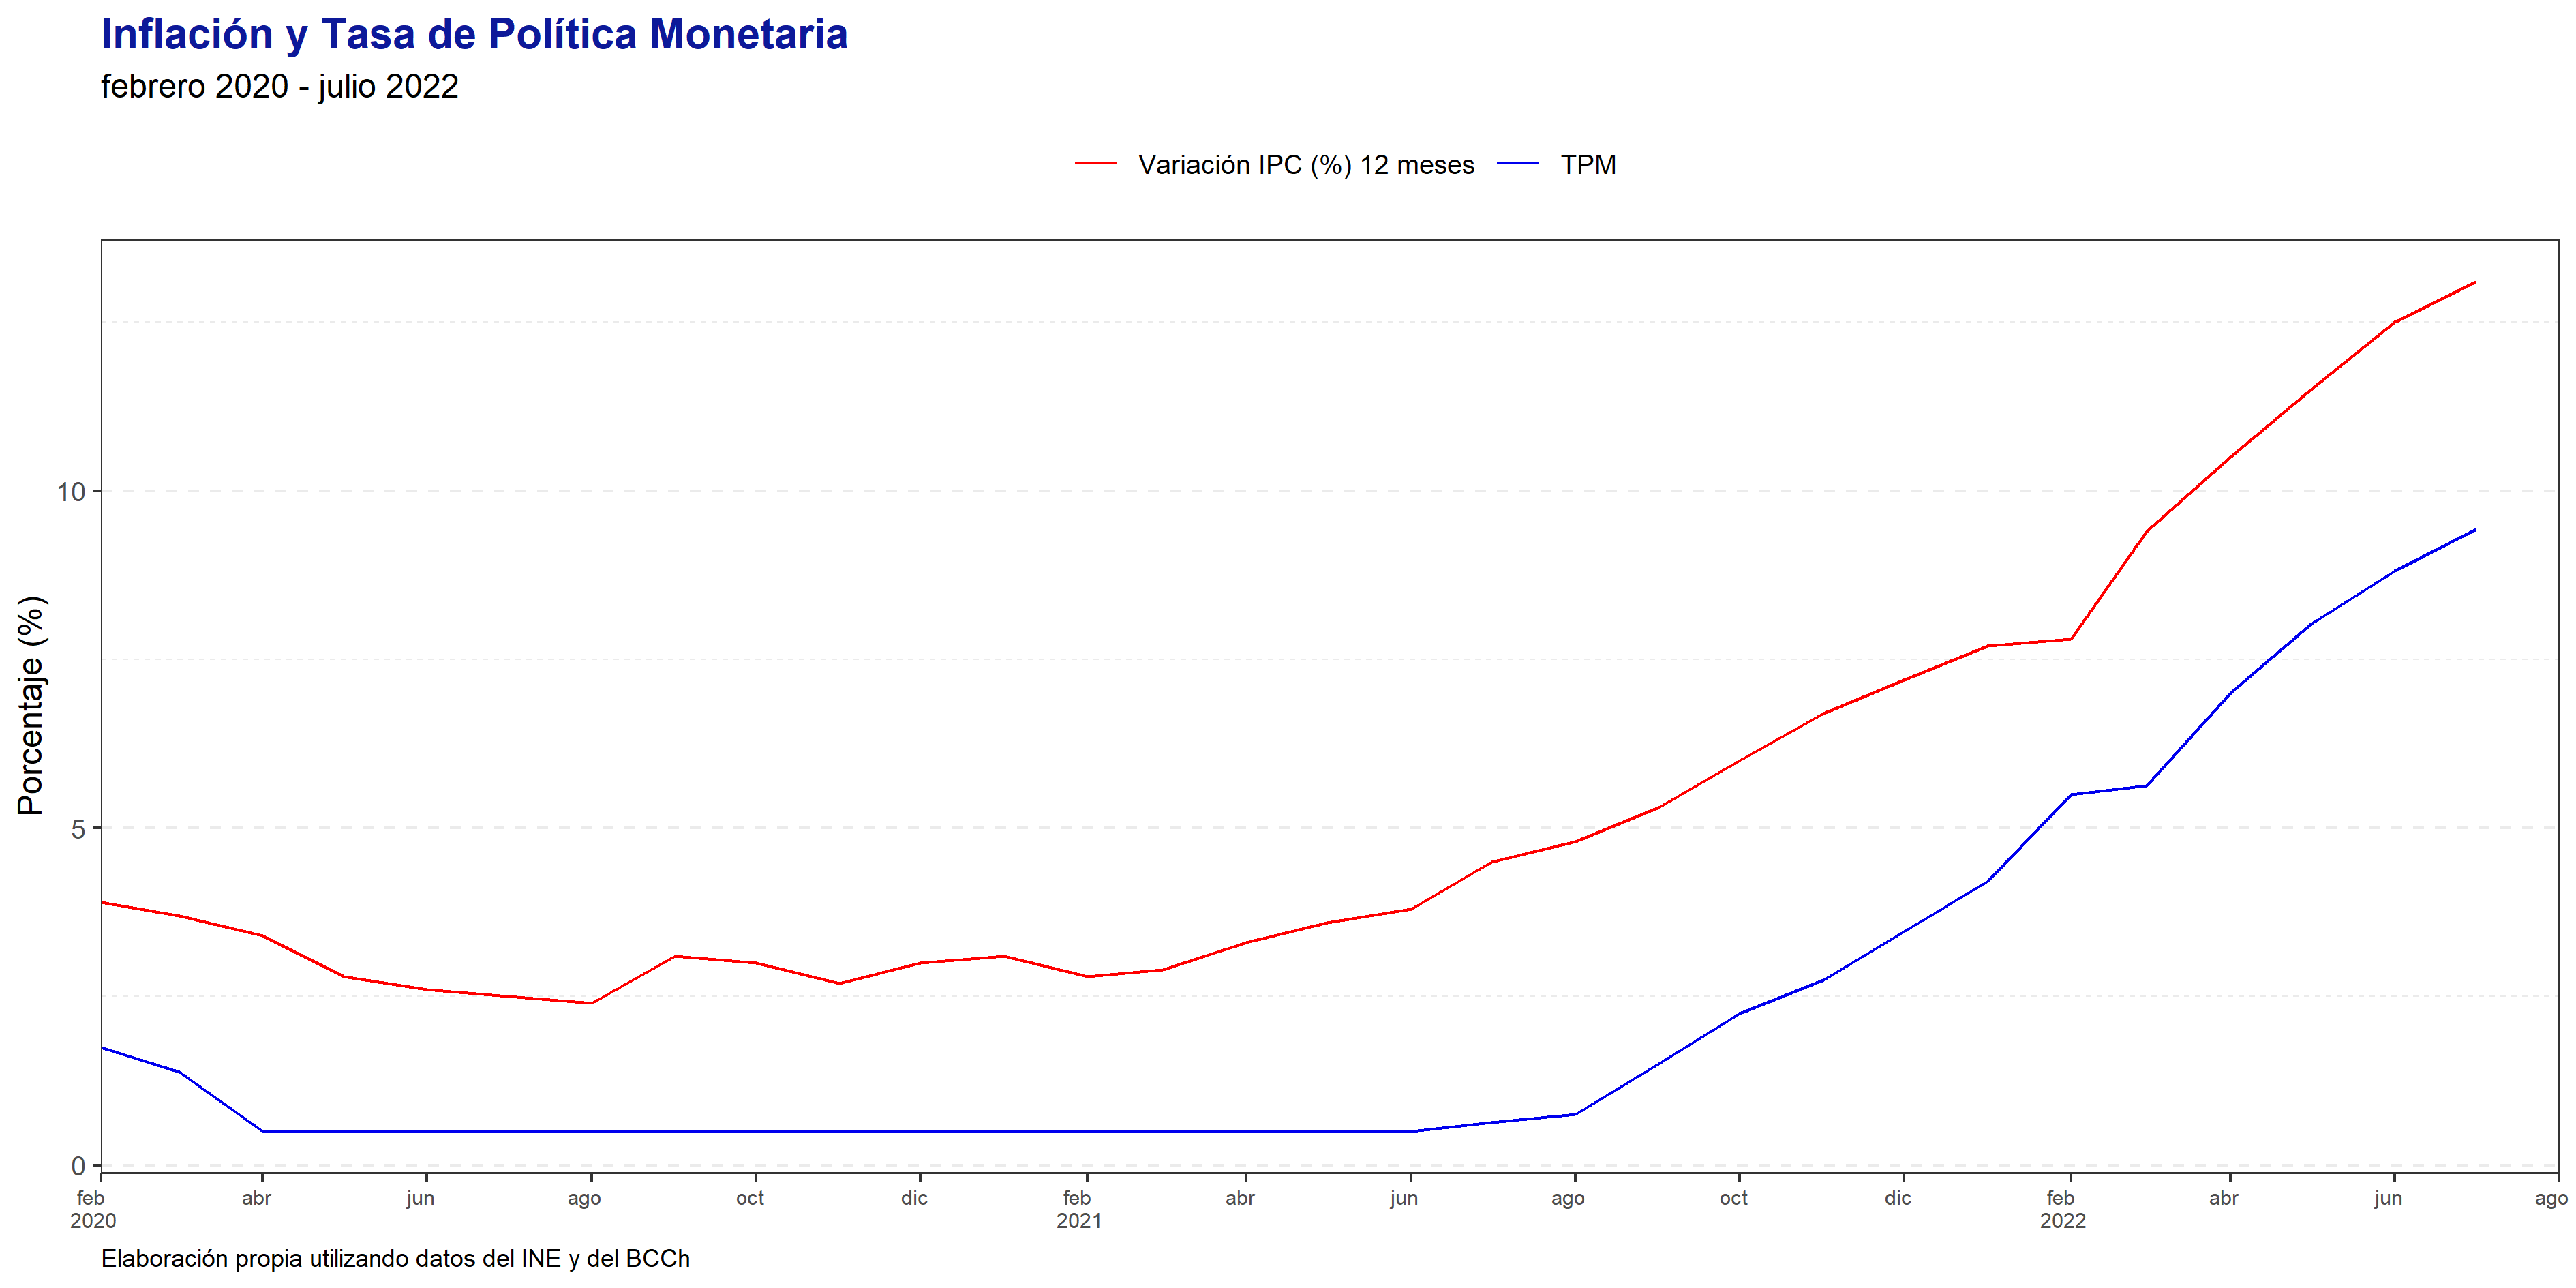 Inflación y Tasa de Política Monetaria
febrero 2020 - julio 2022
Variación IPC (%) 12 meses TPM
Porcentaje (%)
10
5
0
feb abr jun ago oct dic feb abr jun ago oct dic feb abr jun ago
2020 2021 2022
Elaboración propia utilizando datos del INE y del BCCh